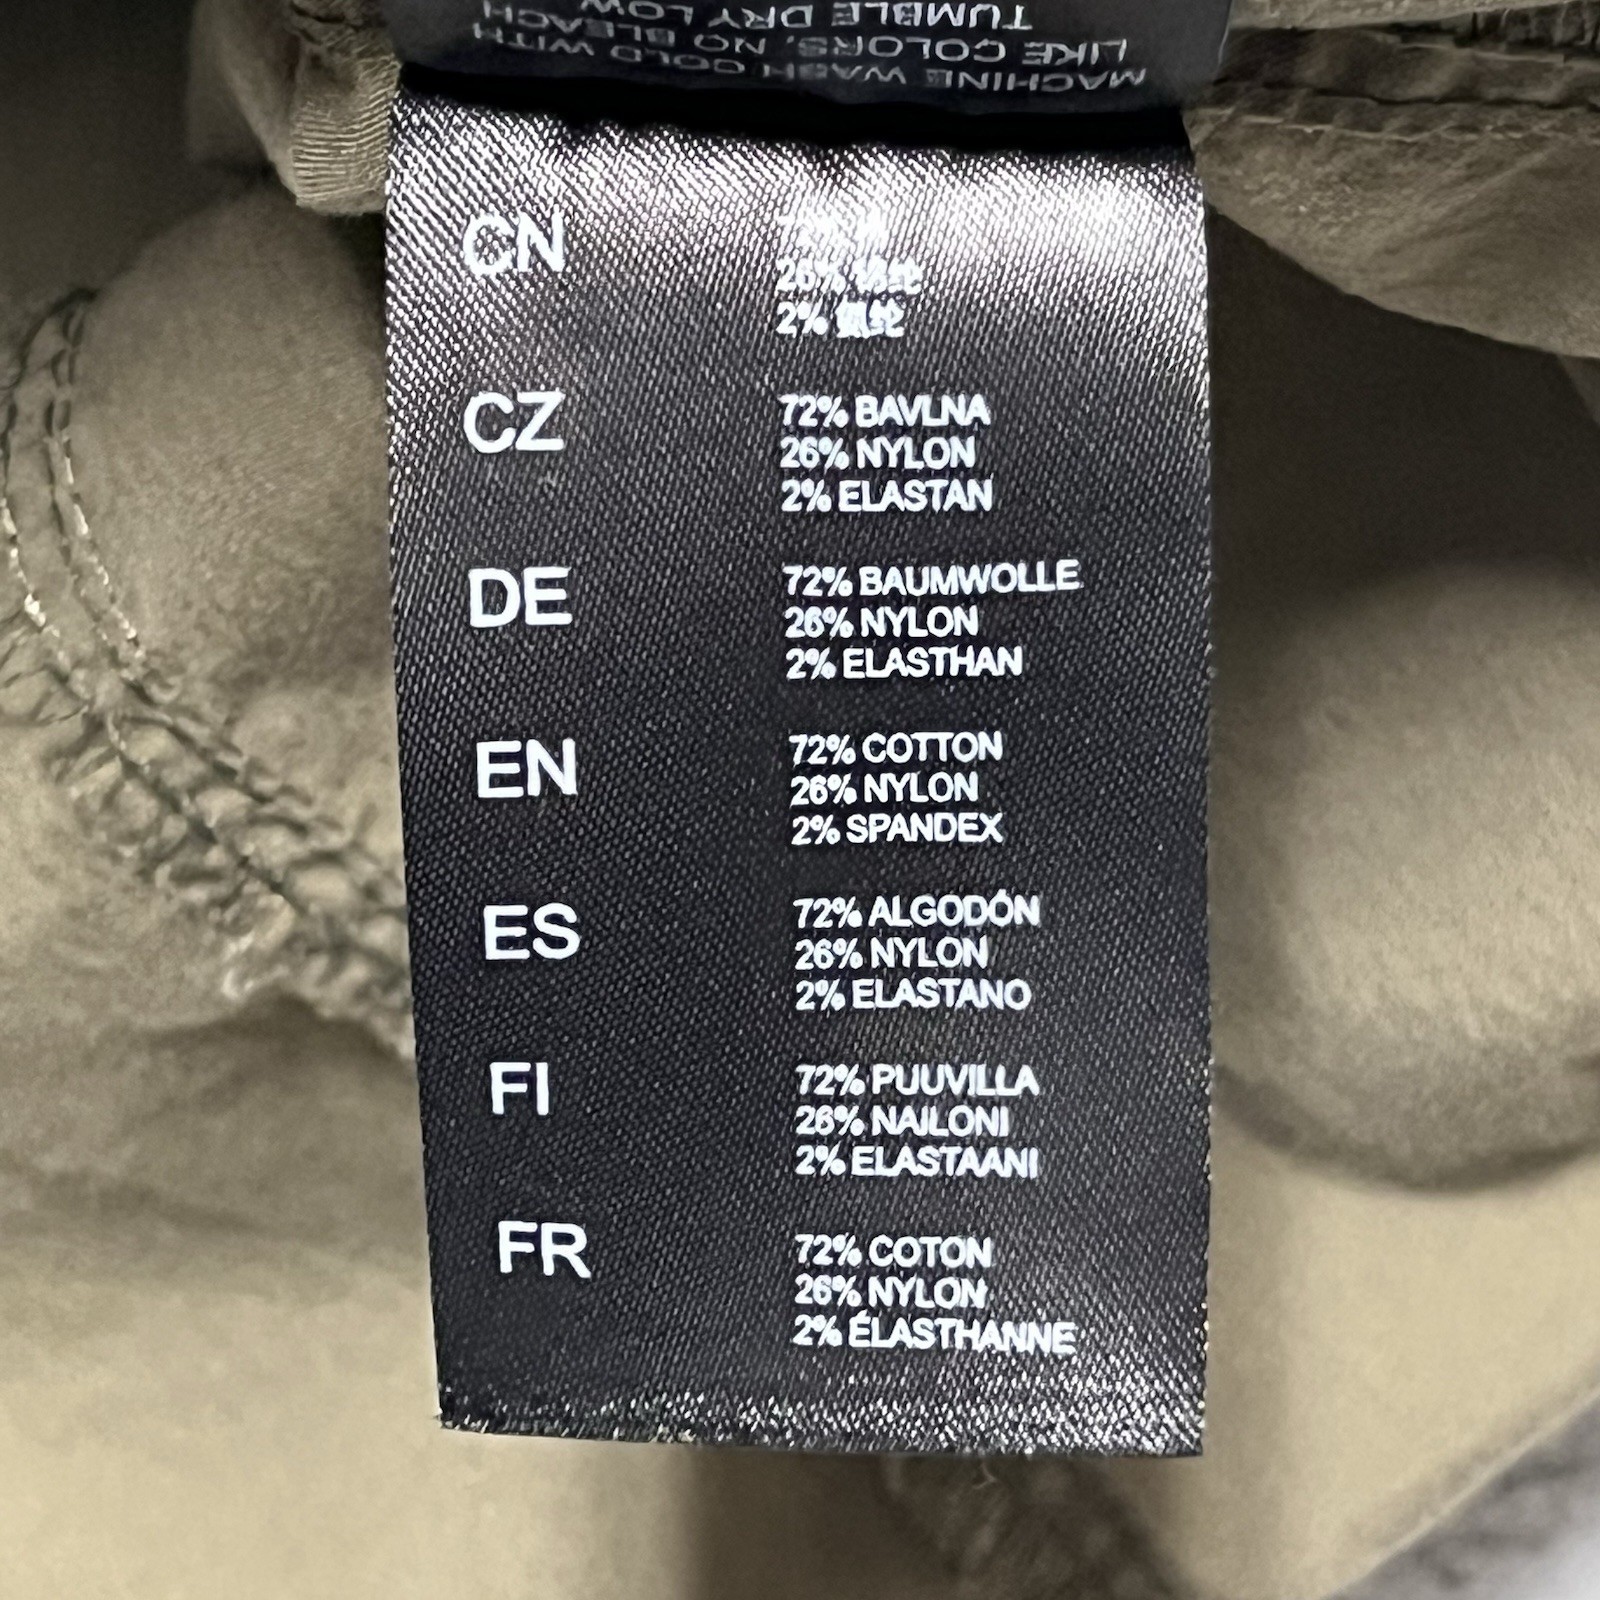 MACHINE WASH COLD WITH
LIKE COLORS, NO BLEACH
TUMBLE DRY LOW
CN
26%
2%
CZ
72% BAVLNA
26% NYLON
2% ELASTAN
DE
72% BAUMWOLLE
26% NYLON
2% ELASTHAN
EN
72% COTTON
26% NYLON
2% SPANDEX
ES
72% ALGODÓN
26% NYLON
2% ELASTANO
FI
72% PUUVILLA
26% NAILONI
2% ELASTAANI
FR
72% COTON
26% NYLON
2% ÉLASTHANNE